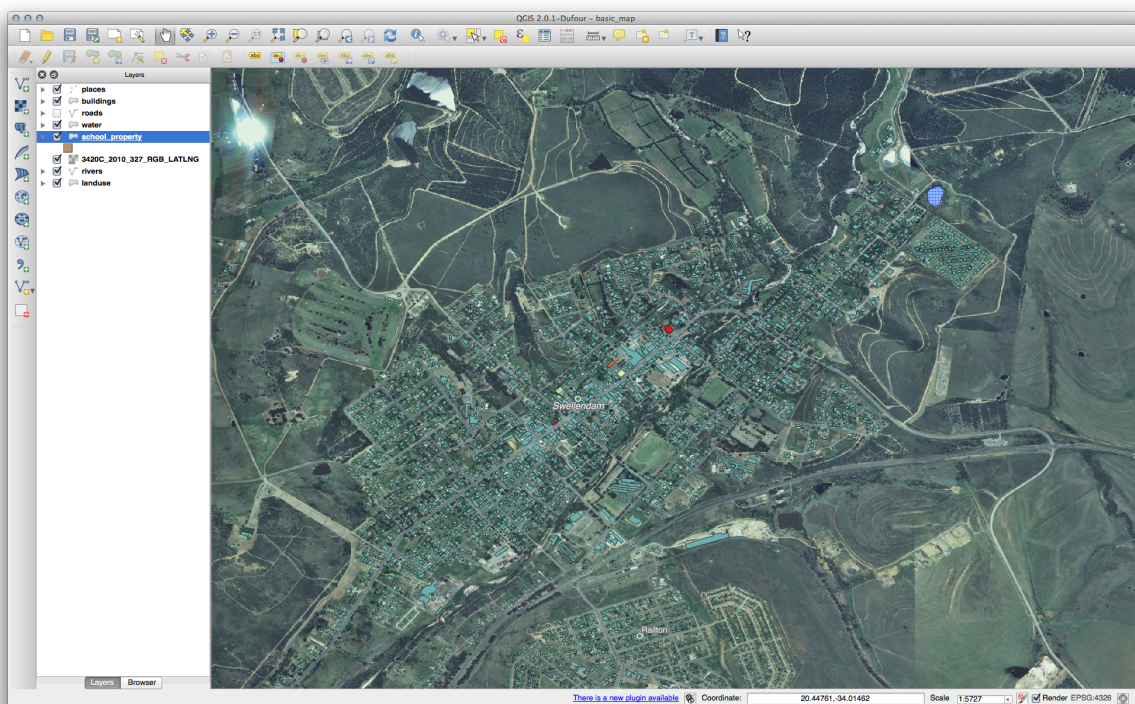 QGIS 2.0.1-Dufour - basic_map
Layers
places
buildings
roads
water
school_property
3420C_2010_327_RGB_LATLNG
rivers
landuse
Swellendam
Railton
Layers Browser
There is a new plugin available Coordinate: 20.44761,-34.01462 Scale 1:5727 Render EPSG:4326